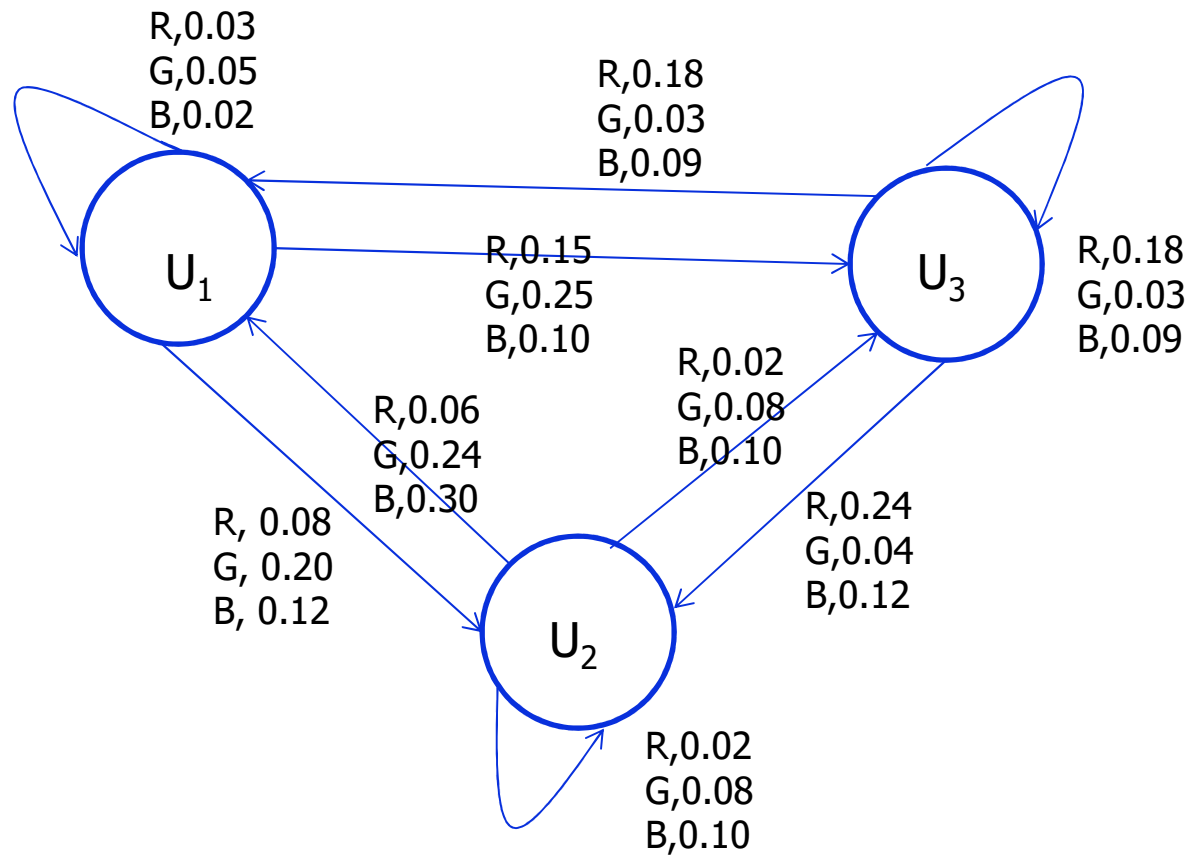 R,0.03
G,0.05
B,0.02
R,0.18
G,0.03
B,0.09
U1
R,0.15
G,0.25
B,0.10
U3
R,0.18
G,0.03
B,0.09
R,0.02
G,0.08
B,0.10
R,0.06
G,0.24
B,0.30
R, 0.08
G, 0.20
B, 0.12
R,0.24
G,0.04
B,0.12
U2
R,0.02
G,0.08
B,0.10